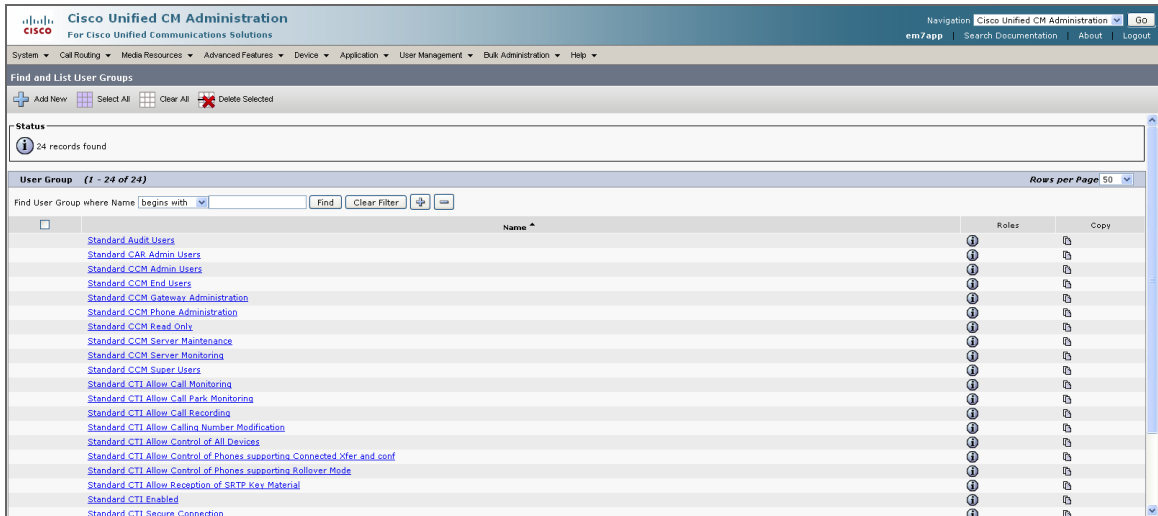 Cisco Unified CM Administration
CISCO
For Cisco Unified Communications Solutions
Navigation Cisco Unified CM Administration Go
em7app | Search Documentation | About | Logout
System Call Routing Media Resources Advanced Features Device Application User Management Bulk Administration Help
Find and List User Groups
Add New Select All Clear All Delete Selected
Status
24 records found
User Group (1 - 24 of 24) Rows per Page 50
Find User Group where Name begins with Find Clear Filter
Name Roles Copy
Standard Audit Users
Standard CAR Admin Users
Standard CCM Admin Users
Standard CCM End Users
Standard CCM Gateway Administration
Standard CCM Phone Administration
Standard CCM Read Only
Standard CCM Server Maintenance
Standard CCM Server Monitoring
Standard CCM Super Users
Standard CTI Allow Call Monitoring
Standard CTI Allow Call Park Monitoring
Standard CTI Allow Call Recording
Standard CTI Allow Calling Number Modification
Standard CTI Allow Control of All Devices
Standard CTI Allow Control of Phones supporting Connected Xfer and conf
Standard CTI Allow Control of Phones supporting Rollover Mode
Standard CTI Allow Reception of SRTP Key Material
Standard CTI Enabled
Standard CTI Secure Connection